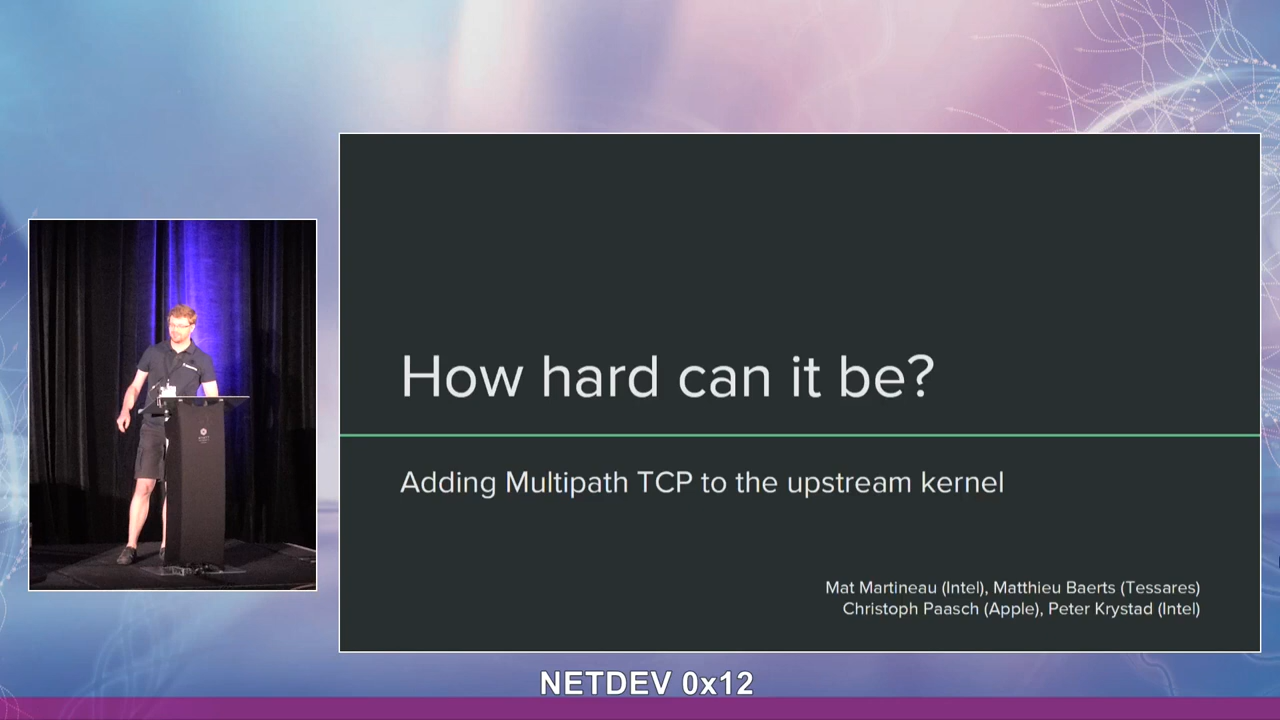 How hard can it be?
Adding Multipath TCP to the upstream kernel
Mat Martineau (Intel), Matthieu Baerts (Tessares)
Christoph Paasch (Apple), Peter Krystad (Intel)
NETDEV 0x12